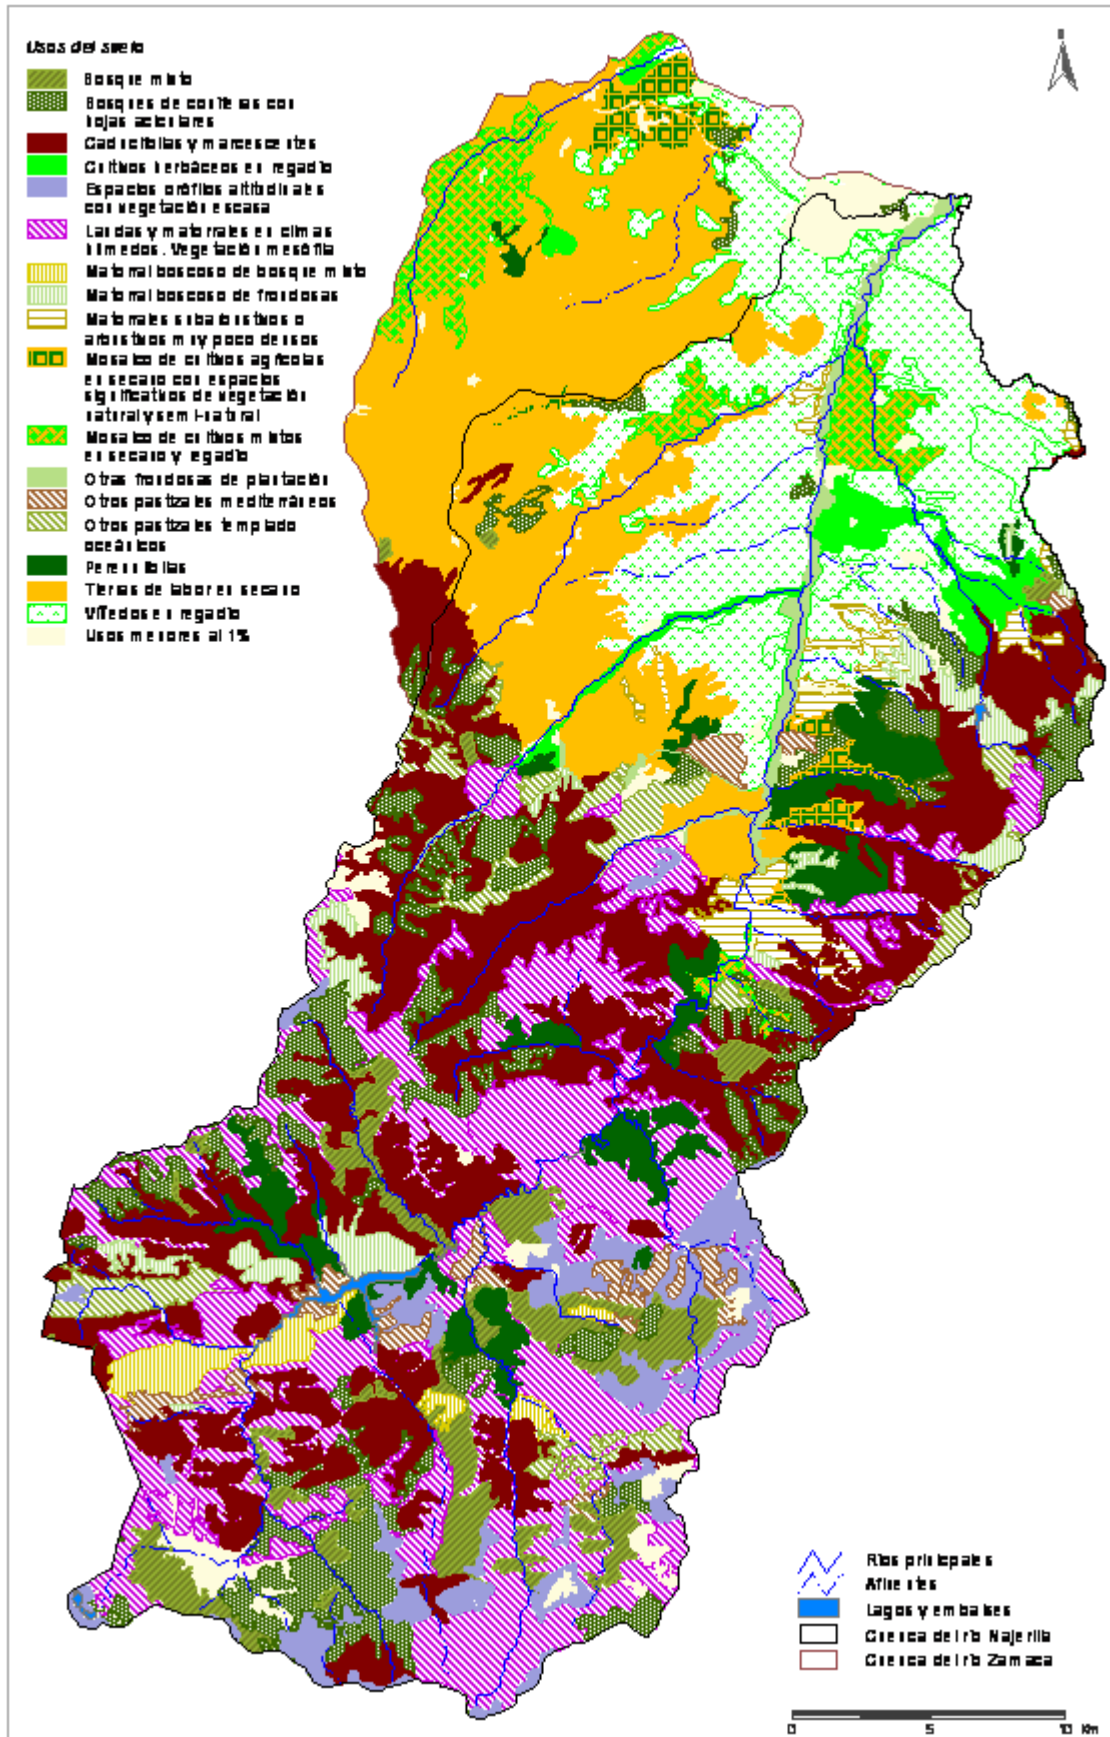 Usos del suelo
Bosque mixto
Bosques de coníferas con
hojas aciculares
Caducifolias y marcescentes
Cultivos herbáceos en regadío
Espacios orófilos altitudinales
con vegetación escasa
Landas y matorrales en climas
húmedos. Vegetación mesófila
Matorral boscoso de bosque mixto
Matorral boscoso de frondosas
Matorrales subarbustivos o
arbustivos muy poco densos
Mosaico de cultivos agrícolas
en secano con espacios
significativos de vegetación
natural y semi-natural
Mosaico de cultivos mixtos
en secano y regadío
Otras frondosas de plantación
Otros pastizales mediterráneos
Otros pastizales templado
oceánicos
Perennifolias
Tierras de labor en secano
Viñedos en regadío
Usos menores al 1%
Ríos principales
Afluentes
Lagos y embalses
Cuenca del río Najerilla
Cuenca del río Zamaca
0 5 10 Km